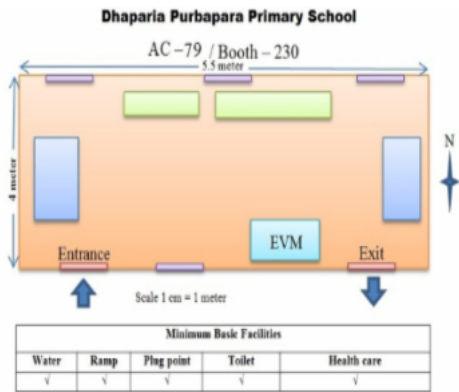 Dhaparia Purbapara Primary School
AC –79 / Booth – 230
5.5 meter
4 meter
N
EVM
Entrance
Exit
Scale 1 cm = 1 meter
Minimum Basic Facilities
Water Ramp Plug point Toilet Health care
√ √ √ √ √